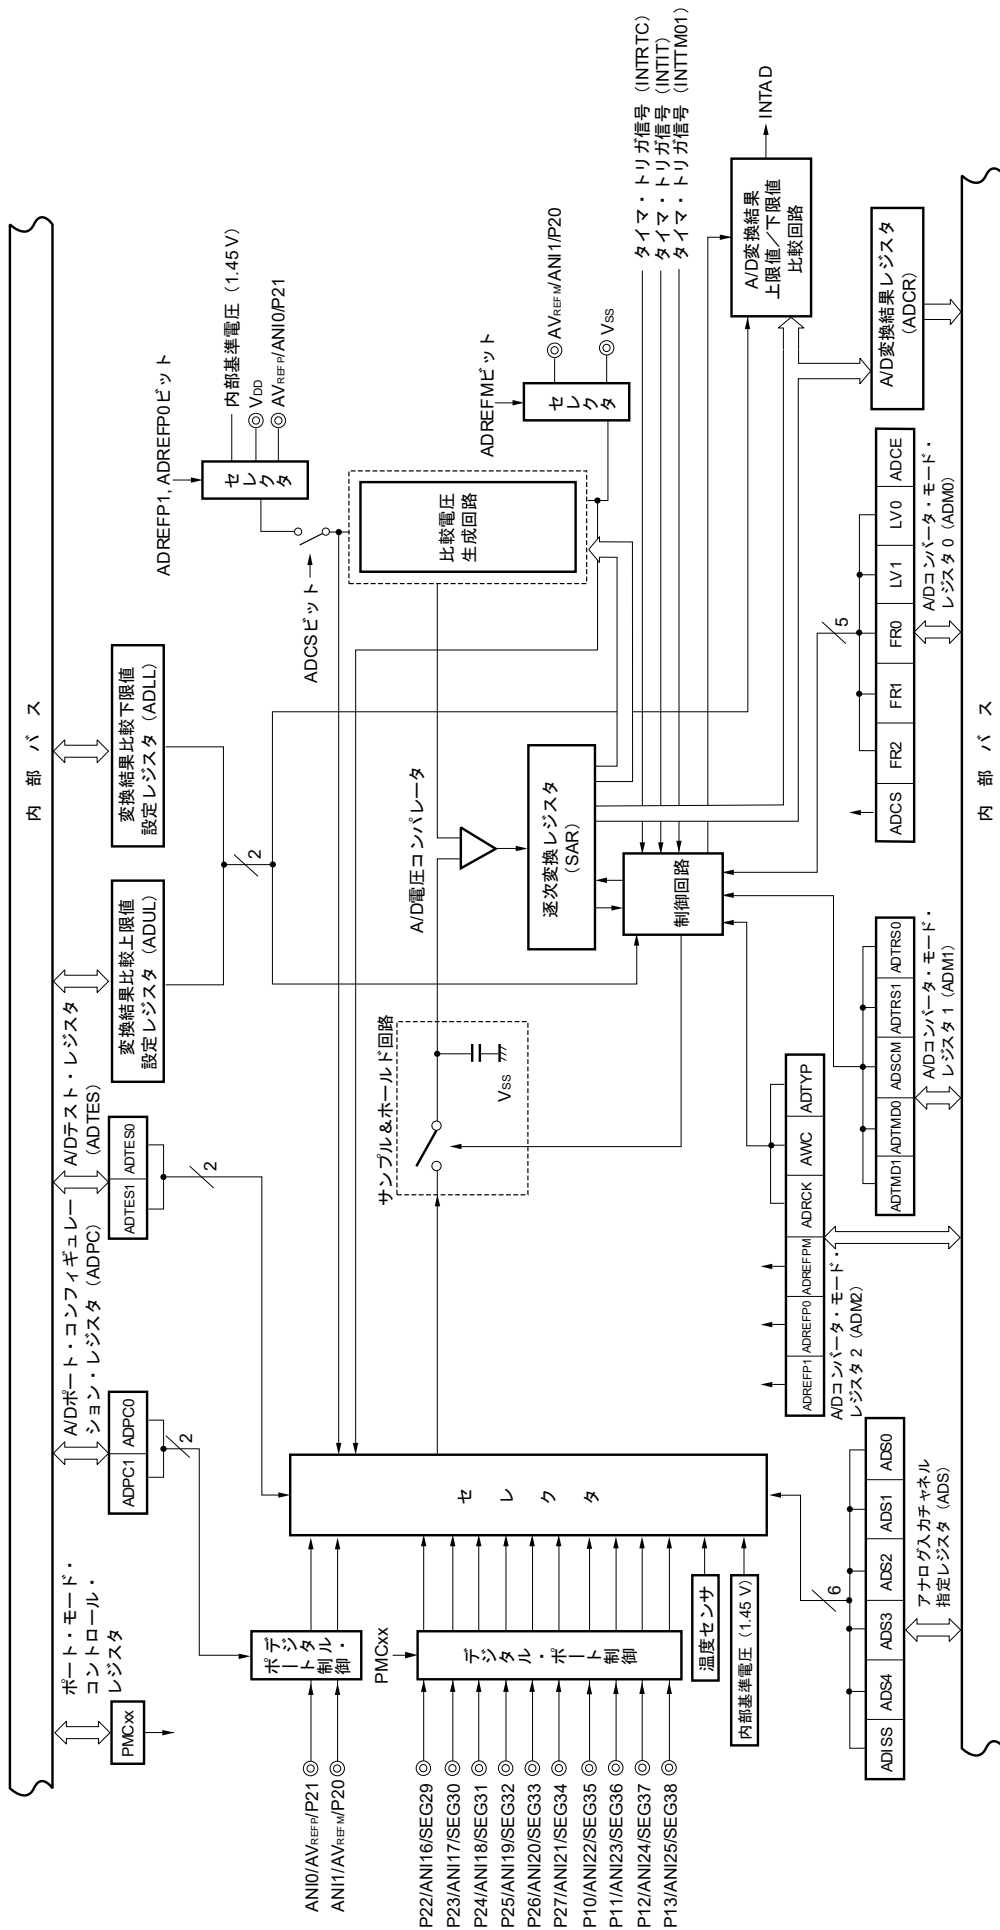 内部バス
ポート・モード・
コントロール・
レジスタ
PMCxx
A/Dポート・コンフィギュレー
ション・レジスタ（ADPC）
ADPC1
ADPC0
2
A/Dテスト・レジスタ
（ADTES）
ADTES1
ADTES0
2
変換結果比較上限値
設定レジスタ（ADUL）
変換結果比較下限値
設定レジスタ（ADLL）
2
ADREFP1, ADREFP0ビット
セレクタ
内部基準電圧（1.45 V）
VDD
AVREFP/ANI0/P21
ADCSビット
ANI0/AVREFP/P21
ANI1/AVREFM/P20
デジタル・
ポート制御
PMCxx
P22/ANI16/SEG29
P23/ANI17/SEG30
P24/ANI18/SEG31
P25/ANI19/SEG32
P26/ANI20/SEG33
P27/ANI21/SEG34
P10/ANI22/SEG35
P11/ANI23/SEG36
P12/ANI24/SEG37
P13/ANI25/SEG38
デジタル・ポート制御
温度センサ
内部基準電圧（1.45 V）
セレクタ
サンプル＆ホールド回路
VSS
A/D電圧コンパレータ
比較電圧
生成回路
ADREFMビット
セレクタ
AVREFM/ANI1/P20
VSS
逐次変換レジスタ
（SAR）
制御回路
タイマ・トリガ信号（INTRTC）
タイマ・トリガ信号（INTIT）
タイマ・トリガ信号（INTTM01）
A/D変換結果
上限値／下限値
比較回路
INTAD
A/D変換結果レジスタ
（ADCR）
6
ADISS
ADS4
ADS3
ADS2
ADS1
ADS0
アナログ入力チャネル
指定レジスタ（ADS）
ADREFP1
ADREFP0
ADREFPM
ADRCK
AWC
ADTYP
A/Dコンバータ・モード・
レジスタ 2（ADM2）
ADTMD1
ADTMD0
ADSCM
ADTRS1
ADTRS0
A/Dコンバータ・モード・
レジスタ 1（ADM1）
5
ADCS
FR2
FR1
FR0
LV1
LV0
ADCE
A/Dコンバータ・モード・
レジスタ 0（ADM0）
内部バス